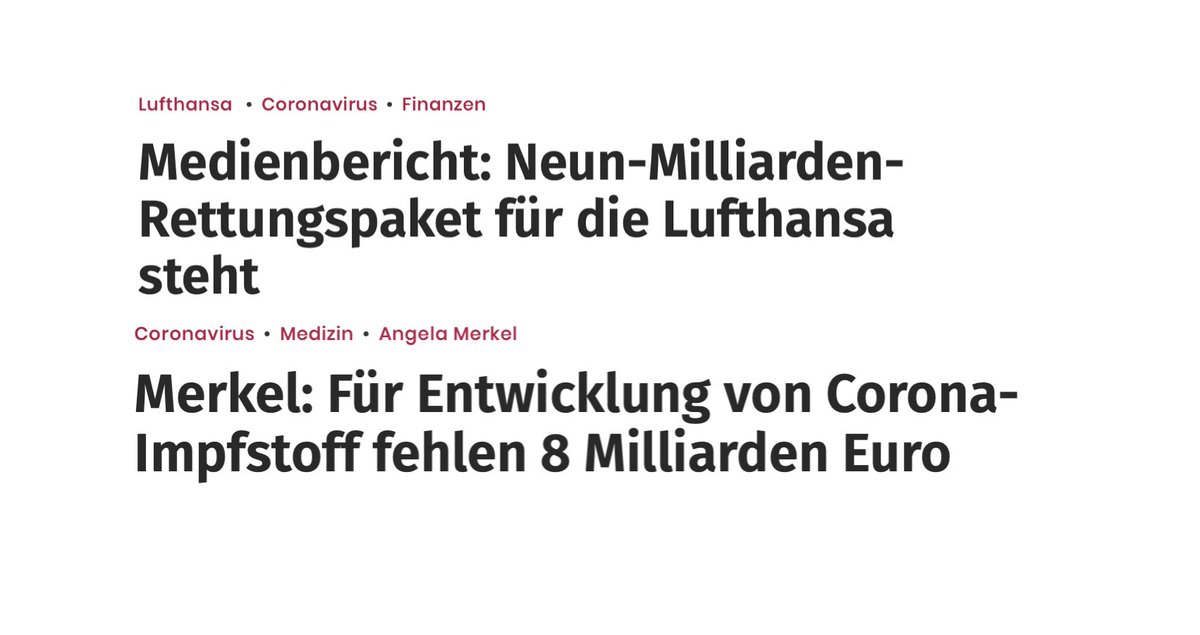 Lufthansa • Coronavirus • Finanzen
Medienbericht: Neun-Milliarden-
Rettungspaket für die Lufthansa
steht
Coronavirus • Medizin • Angela Merkel
Merkel: Für Entwicklung von Corona-
Impfstoff fehlen 8 Milliarden Euro